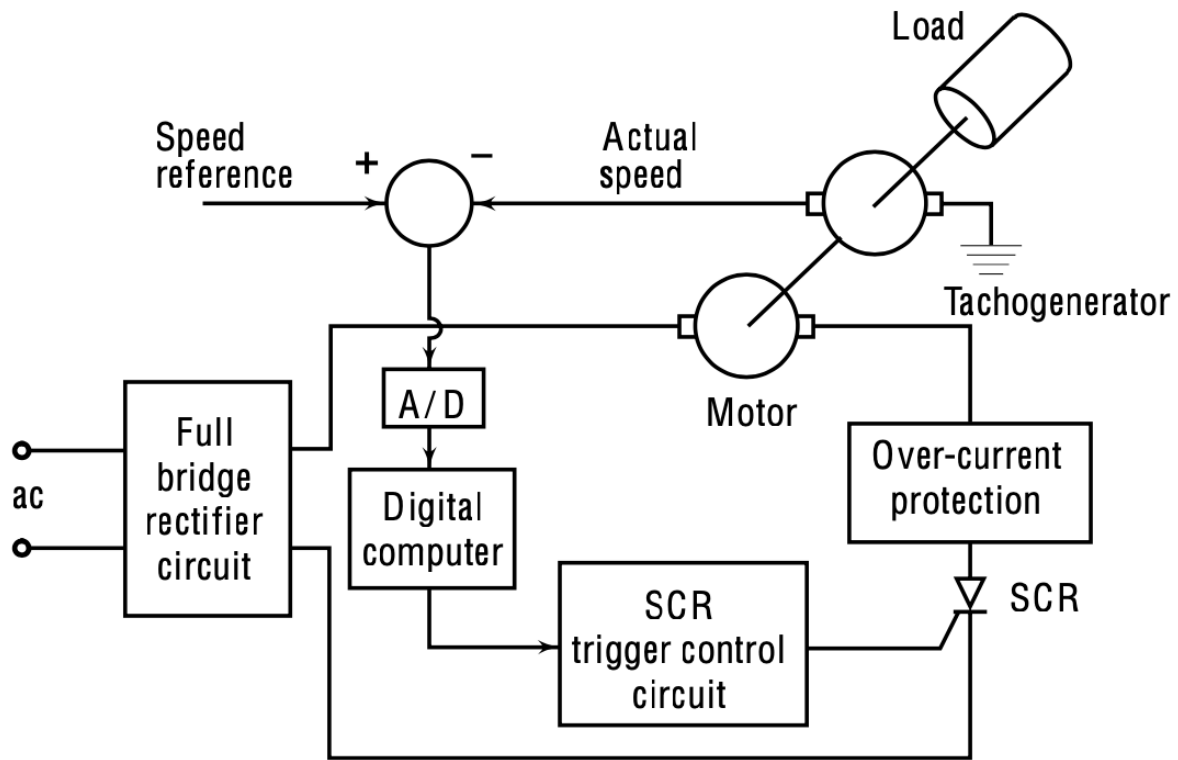 Load
Speed
reference
+
−
Actual
speed
Tachogenerator
Motor
A/D
Full
bridge
rectifier
circuit
ac
Digital
computer
Over-current
protection
SCR
trigger control
circuit
SCR